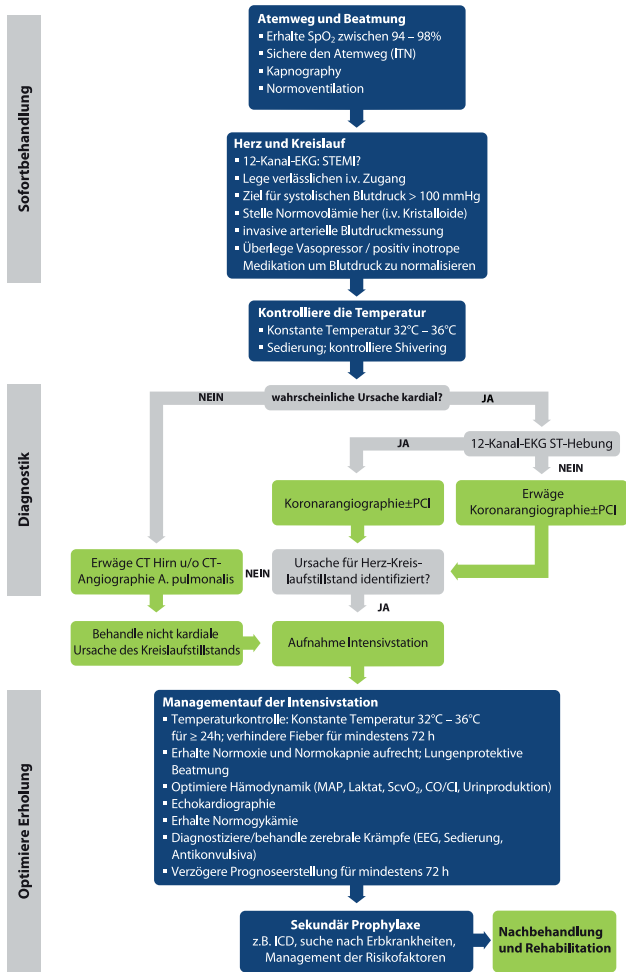 Sofortbehandlung
Atemweg und Beatmung
▪ Erhalte SpO₂ zwischen 94 – 98%
▪ Sichere den Atemweg (ITN)
▪ Kapnography
▪ Normoventilation
Herz und Kreislauf
▪ 12-Kanal-EKG: STEMI?
▪ Lege verlässlichen i.v. Zugang
▪ Ziel für systolischen Blutdruck > 100 mmHg
▪ Stelle Normovolämie her (i.v. Kristalloide)
▪ invasive arterielle Blutdruckmessung
▪ Überlege Vasopressor / positiv inotrope
Medikation um Blutdruck zu normalisieren
Kontrolliere die Temperatur
▪ Konstante Temperatur 32°C – 36°C
▪ Sedierung; kontrolliere Shivering
Diagnostik
NEIN
wahrscheinliche Ursache kardial?
JA
12-Kanal-EKG ST-Hebung
JA
NEIN
Koronarangiographie±PCI
Erwäge
Koronarangiographie±PCI
Erwäge CT Hirn u/o CT-
Angiographie A. pulmonalis
NEIN
Ursache für Herz-Kreis-
laufstillstand identifiziert?
JA
Behandle nicht kardiale
Ursache des Kreislaufstillstands
Aufnahme Intensivstation
Optimiere Erholung
Managementauf der Intensivstation
▪ Temperaturkontrolle: Konstante Temperatur 32°C – 36°C
für ≥ 24h; verhindere Fieber für mindestens 72 h
▪ Erhalte Normoxie und Normokapnie aufrecht; Lungenprotektive
Beatmung
▪ Optimiere Hämodynamik (MAP, Laktat, ScvO₂, CO/CI, Urinproduktion)
▪ Echokardiographie
▪ Erhalte Normogykämie
▪ Diagnostiziere/behandle zerebrale Krämpfe (EEG, Sedierung,
Antikonvulsiva)
▪ Verzögere Prognoseerstellung für mindestens 72 h
Sekundär Prophylaxe
z.B. ICD, suche nach Erbkrankheiten,
Management der Risikofaktoren
Nachbehandlung
und Rehabilitation